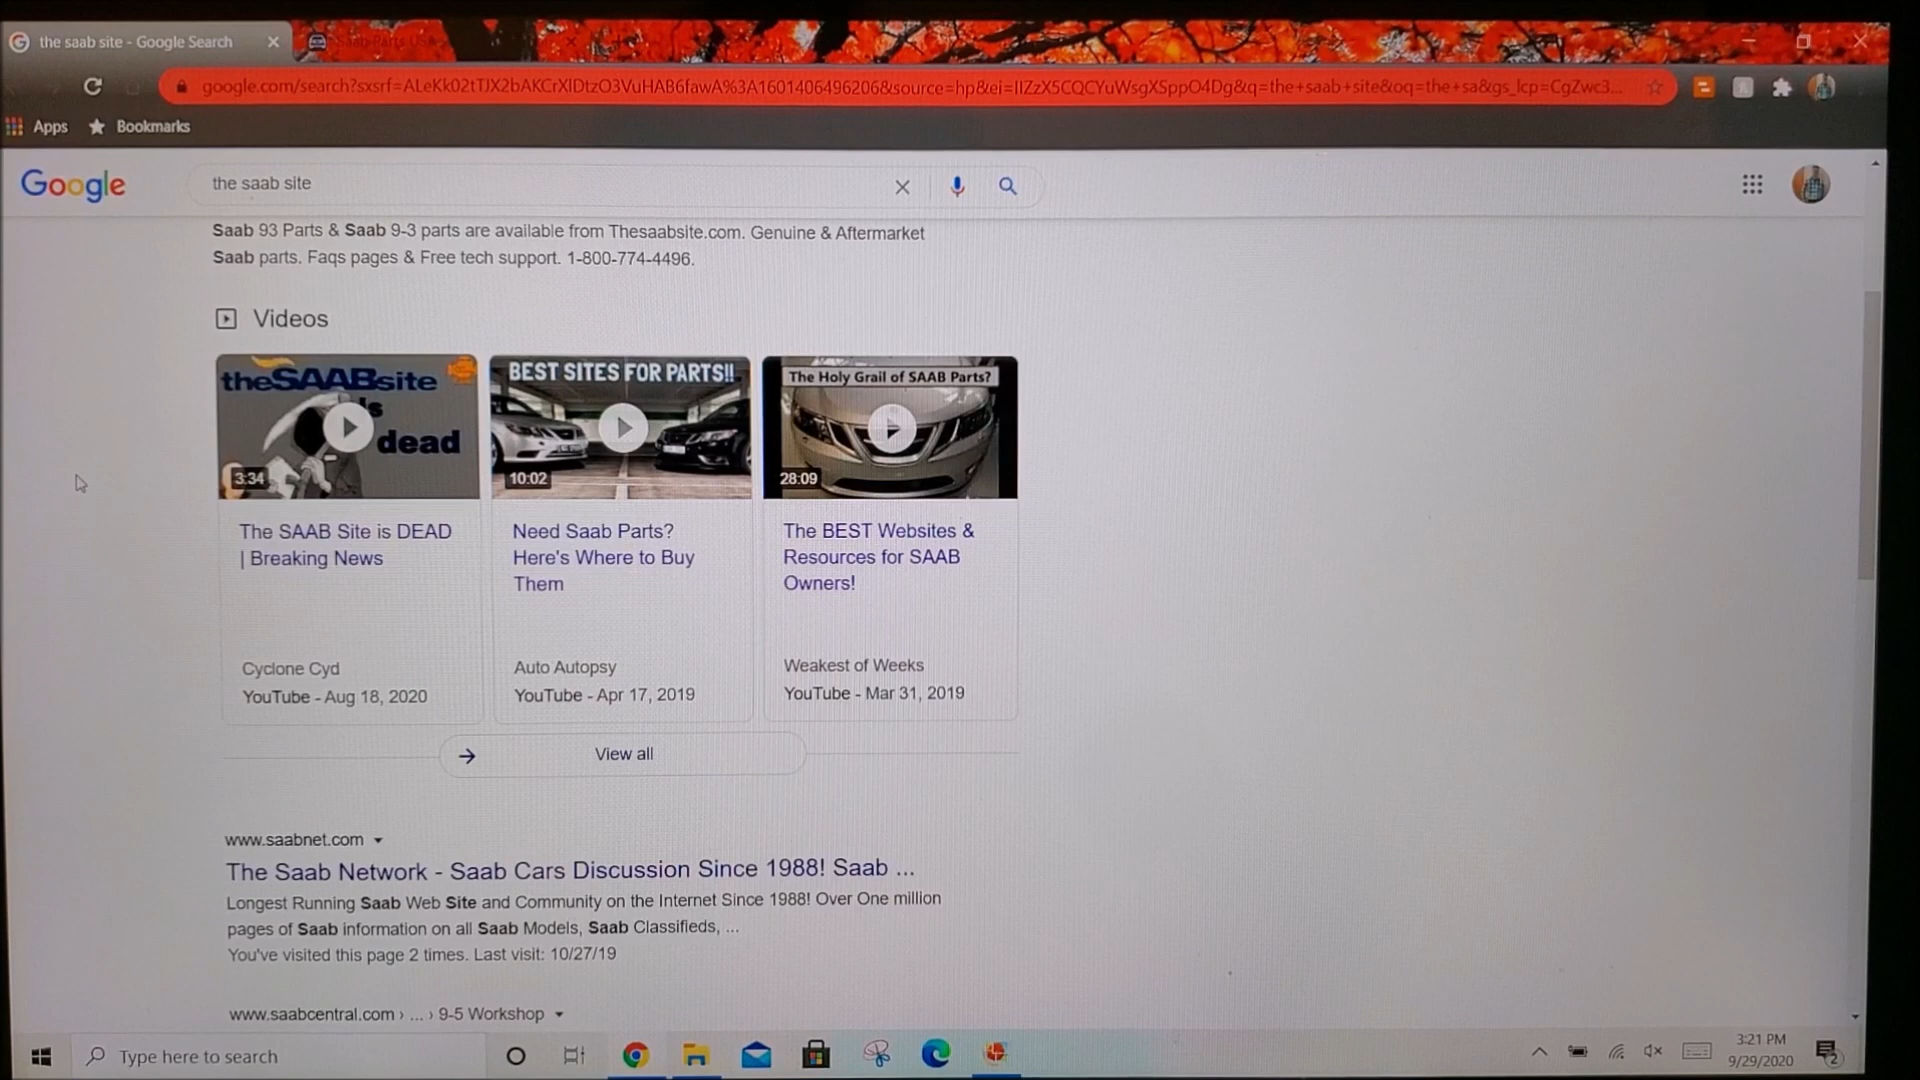 the saab site - Google Search
Saab Parts
google.com/search?sxsrf=ALeKk02tTJX2bAKCrXlDtzO3VuHAB6fawA%3A1601406496206&source=hp&ei=IlZzX5CQCYuWsgXSppO4Dg&q=the+saab+site&oq=the+sa&gs_lcp=CgZwc3...
Apps
Bookmarks
Google
the saab site
Saab 93 Parts & Saab 9-3 parts are available from Thesaabsite.com. Genuine & Aftermarket
Saab parts. Faqs pages & Free tech support. 1-800-774-4496.
Videos
theSAABsite
is
dead
3:34
The SAAB Site is DEAD
| Breaking News
Cyclone Cyd
YouTube - Aug 18, 2020
BEST SITES FOR PARTS!!
10:02
Need Saab Parts?
Here's Where to Buy
Them
Auto Autopsy
YouTube - Apr 17, 2019
The Holy Grail of SAAB Parts?
28:09
The BEST Websites &
Resources for SAAB
Owners!
Weakest of Weeks
YouTube - Mar 31, 2019
View all
www.saabnet.com
The Saab Network - Saab Cars Discussion Since 1988! Saab ...
Longest Running Saab Web Site and Community on the Internet Since 1988! Over One million
pages of Saab information on all Saab Models, Saab Classifieds, ...
You've visited this page 2 times. Last visit: 10/27/19
www.saabcentral.com › ... › 9-5 Workshop
Type here to search
3:21 PM
9/29/2020
2